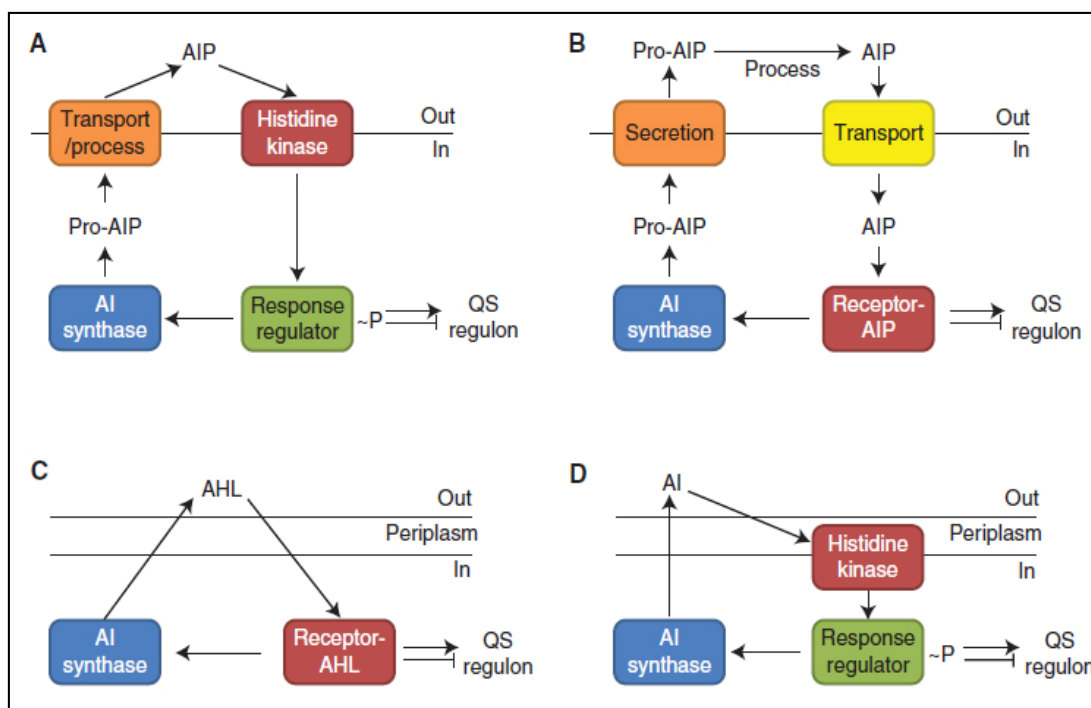 A
AIP
Transport
/process
Histidine
kinase
Out
In
Pro-AIP
AI
synthase
Response
regulator
~P
QS
regulon
B
Pro-AIP
Process
AIP
Secretion
Transport
Out
In
Pro-AIP
AIP
AI
synthase
Receptor-
AIP
QS
regulon
C
AHL
Out
Periplasm
In
AI
synthase
Receptor-
AHL
QS
regulon
D
AI
Out
Histidine
kinase
Periplasm
In
AI
synthase
Response
regulator
~P
QS
regulon